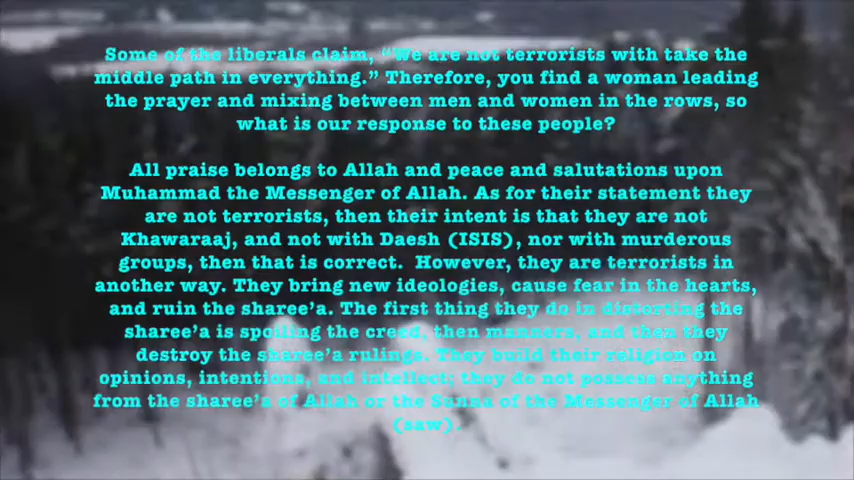 Some of the liberals claim, "We are not terrorists with take the
middle path in everything." Therefore, you find a woman leading
the prayer and mixing between men and women in the rows, so
what is our response to these people?
All praise belongs to Allah and peace and salutations upon
Muhammad the Messenger of Allah. As for their statement they
are not terrorists, then their intent is that they are not
Khawaraaj, and not with Daesh (ISIS), nor with murderous
groups, then that is correct. However, they are terrorists in
another way. They bring new ideologies, cause fear in the hearts,
and ruin the sharee'a. The first thing they do in distorting the
sharee'a is spoiling the creed, then manners, and then they
destroy the sharee'a rulings. They build their religion on
opinions, intentions, and intellect; they do not possess anything
from the sharee'a of Allah or the Sunna of the Messenger of Allah
(saw).